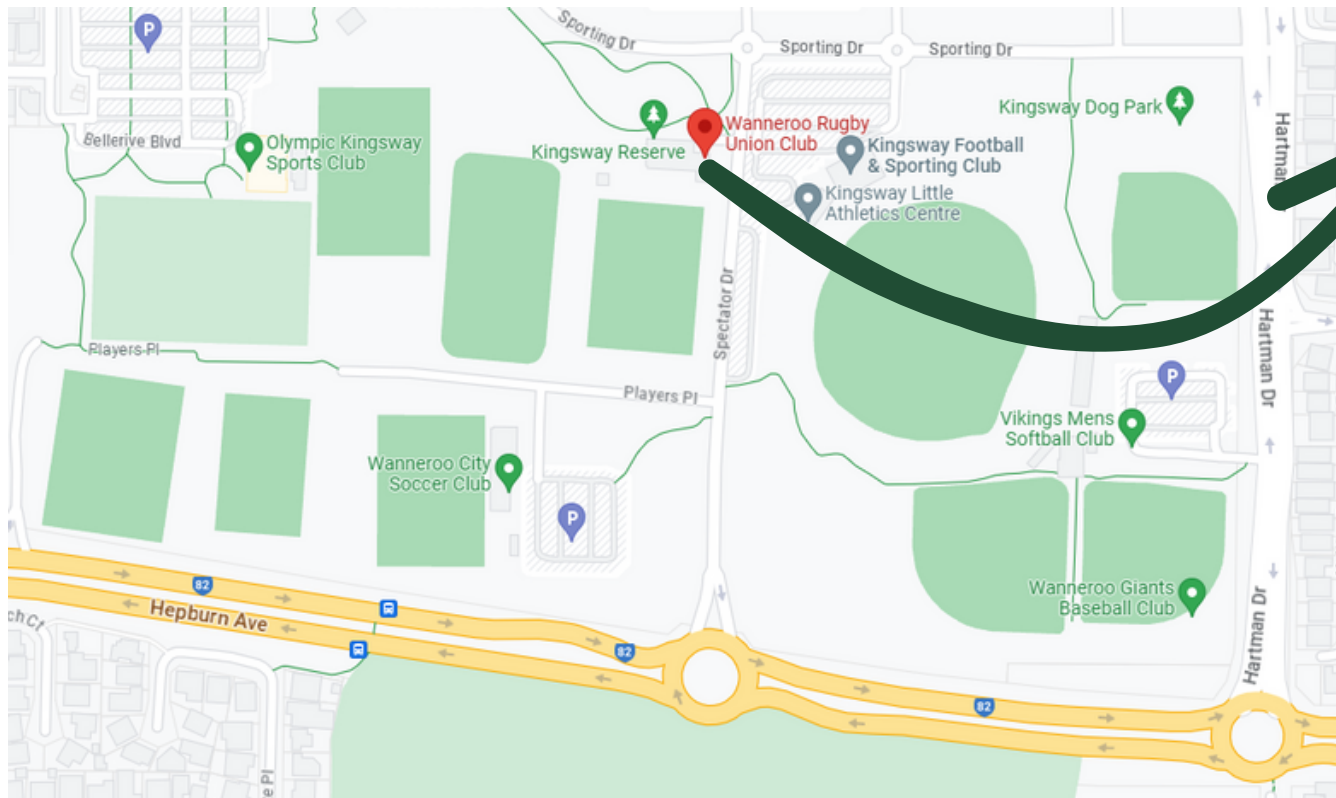 P
Sporting Dr
Sporting Dr
Sporting Dr
Kingsway Dog Park
Hartman
Bellerive Blvd
Olympic Kingsway
Sports Club
Kingsway Reserve
Wanneroo Rugby
Union Club
Kingsway Football
& Sporting Club
Kingsway Little
Athletics Centre
Spectator Dr
Hartman Dr
Players Pl
Players Pl
P
Vikings Mens
Softball Club
Wanneroo City
Soccer Club
P
Wanneroo Giants
Baseball Club
Hartman Dr
82
Hepburn Ave
82
82
ch Ct
e Pl